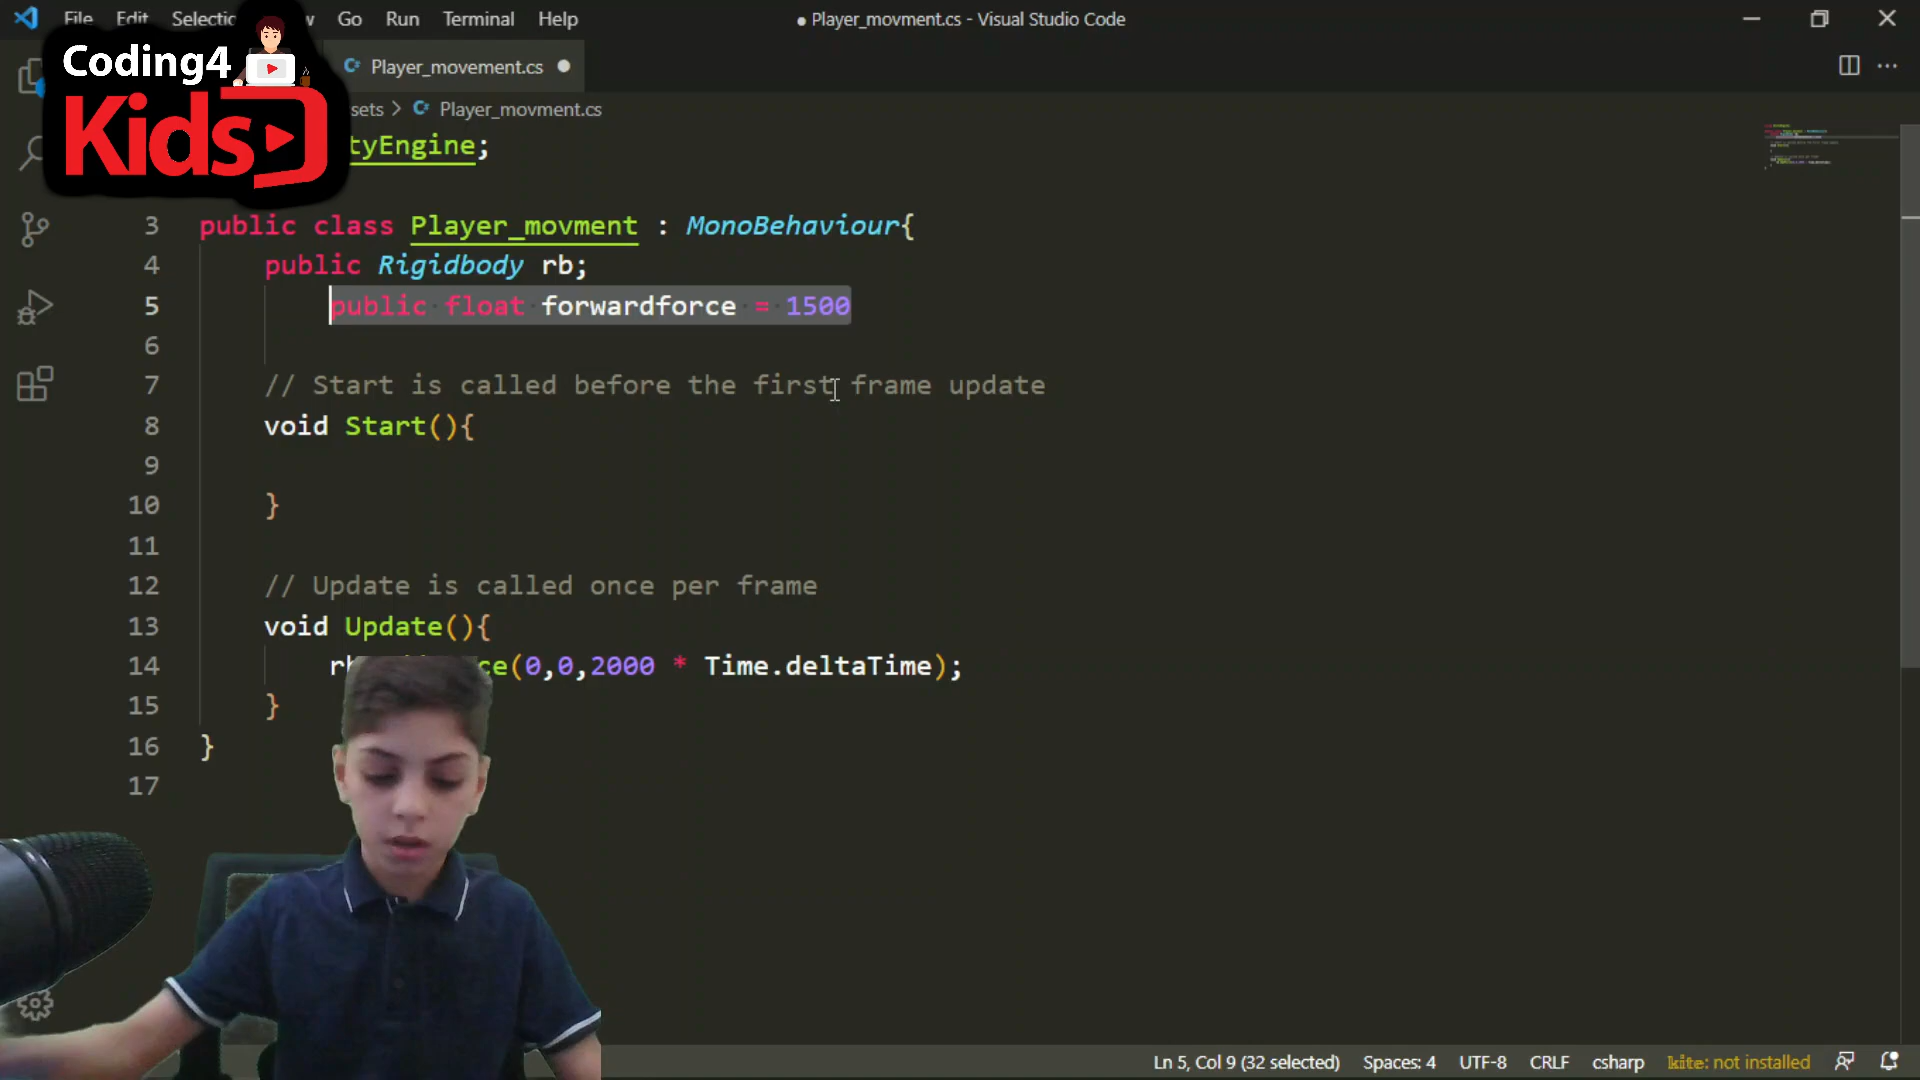 File Edit Selectio w Go Run Terminal Help
● Player_movment.cs - Visual Studio Code
Coding4
Kids
Player_movement.cs ●
sets > Player_movment.cs
tyEngine;
3 public class Player_movment : MonoBehaviour{
4 public Rigidbody rb;
5 public float forwardforce = 1500
6
7 // Start is called before the first frame update
8 void Start(){
9
10 }
11
12 // Update is called once per frame
13 void Update(){
14 rb ce(0,0,2000 * Time.deltaTime);
15 }
16 }
17
Ln 5, Col 9 (32 selected) Spaces: 4 UTF-8 CRLF csharp kite: not installed